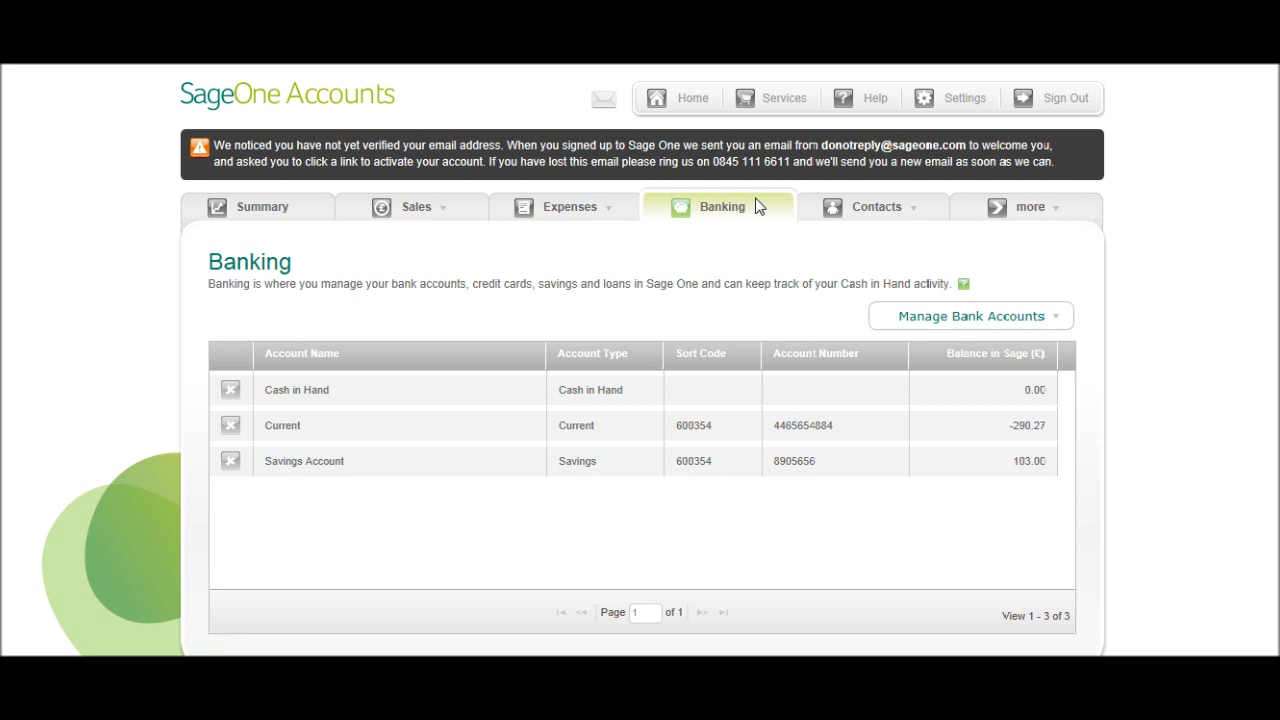 SageOne Accounts
Home Services Help Settings Sign Out
We noticed you have not yet verified your email address. When you signed up to Sage One we sent you an email from donotreply@sageone.com to welcome you,
and asked you to click a link to activate your account. If you have lost this email please ring us on 0845 111 6611 and we'll send you a new email as soon as we can.
Summary Sales Expenses Banking Contacts more
Banking
Banking is where you manage your bank accounts, credit cards, savings and loans in Sage One and can keep track of your Cash in Hand activity.
Manage Bank Accounts
Account Name Account Type Sort Code Account Number Balance in Sage (£)
Cash in Hand Cash in Hand 0.00
Current Current 600354 4465654884 -290.27
Savings Account Savings 600354 8905656 103.00
Page 1 of 1
View 1 - 3 of 3